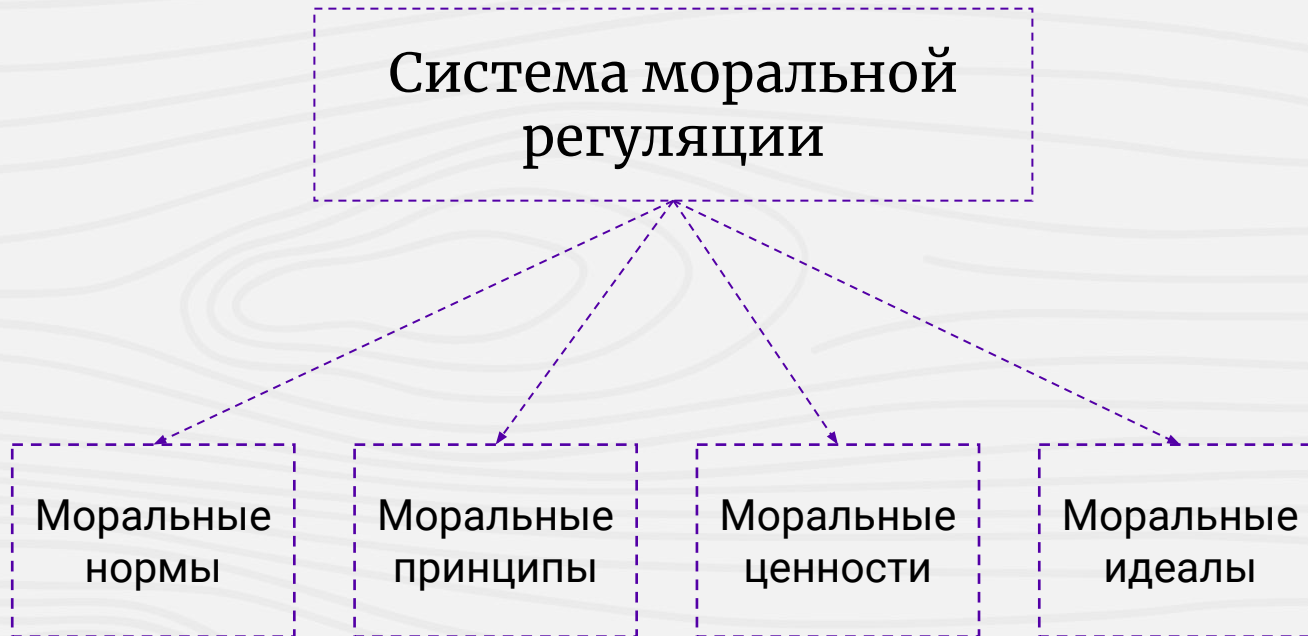 Система моральной
регуляции
Моральные
нормы
Моральные
принципы
Моральные
ценности
Моральные
идеалы